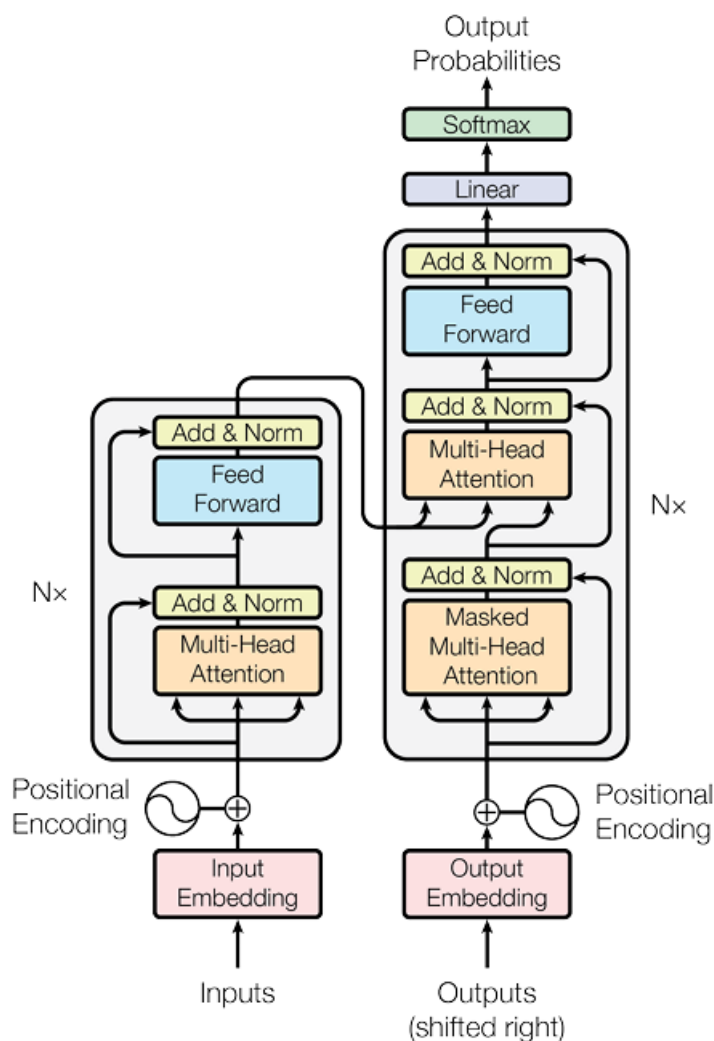 Output
Probabilities
Softmax
Linear
Add & Norm
Feed
Forward
Add & Norm
Multi-Head
Attention
Add & Norm
Masked
Multi-Head
Attention
Nx
Positional
Encoding
Output
Embedding
Outputs
(shifted right)
Add & Norm
Feed
Forward
Add & Norm
Multi-Head
Attention
Nx
Positional
Encoding
Input
Embedding
Inputs